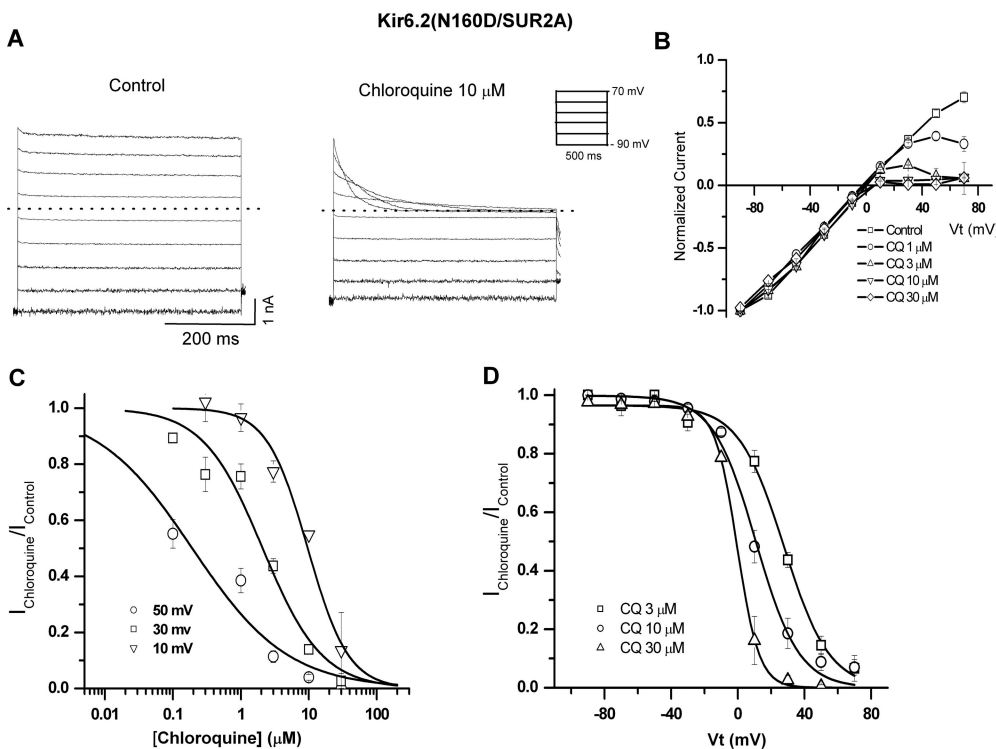 Kir6.2(N160D/SUR2A)
A
Control
Chloroquine 10 μM
70 mV
- 90 mV
500 ms
1 nA
200 ms
B
Normalized Current
1.0
0.5
0.0
-0.5
-1.0
-80 -40 0 40 80
Vt (mV)
Control
CQ 1 μM
CQ 3 μM
CQ 10 μM
CQ 30 μM
C
I Chloroquine/I Control
1.0
0.8
0.6
0.4
0.2
0.0
50 mV
30 mv
10 mV
0.01 0.1 1 10 100
[Chloroquine] (μM)
D
I Chloroquine/I Control
1.0
0.8
0.6
0.4
0.2
0.0
CQ 3 μM
CQ 10 μM
CQ 30 μM
-80 -40 0 40 80
Vt (mV)